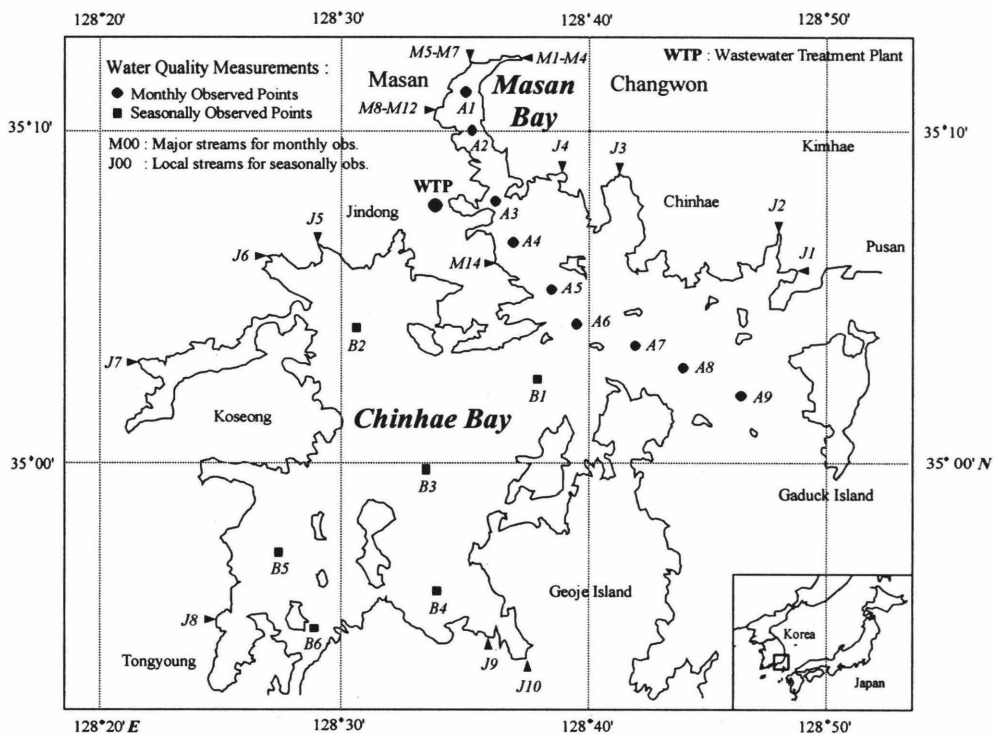 128°20' 128°30' 128°40' 128°50'
Water Quality Measurements :
Monthly Observed Points
Seasonally Observed Points
M00 : Major streams for monthly obs.
J00 : Local streams for seasonally obs.
WTP : Wastewater Treatment Plant
M5-M7
M1-M4
Masan
Masan
Bay
Changwon
M8-M12
A1
35°10'
35°10'
A2
Kimhae
J4
J3
WTP
Chinhae
Jindong
A3
J2
J5
Pusan
A4
J6
M14
J1
A5
A6
B2
A7
J7
A8
B1
A9
Koseong
Chinhae Bay
35°00'
35°00' N
B3
Gaduck Island
B5
Geoje Island
B4
J8
B6
Korea
Tongyoung
J9
J10
Japan
128°20' E 128°30' 128°40' 128°50'